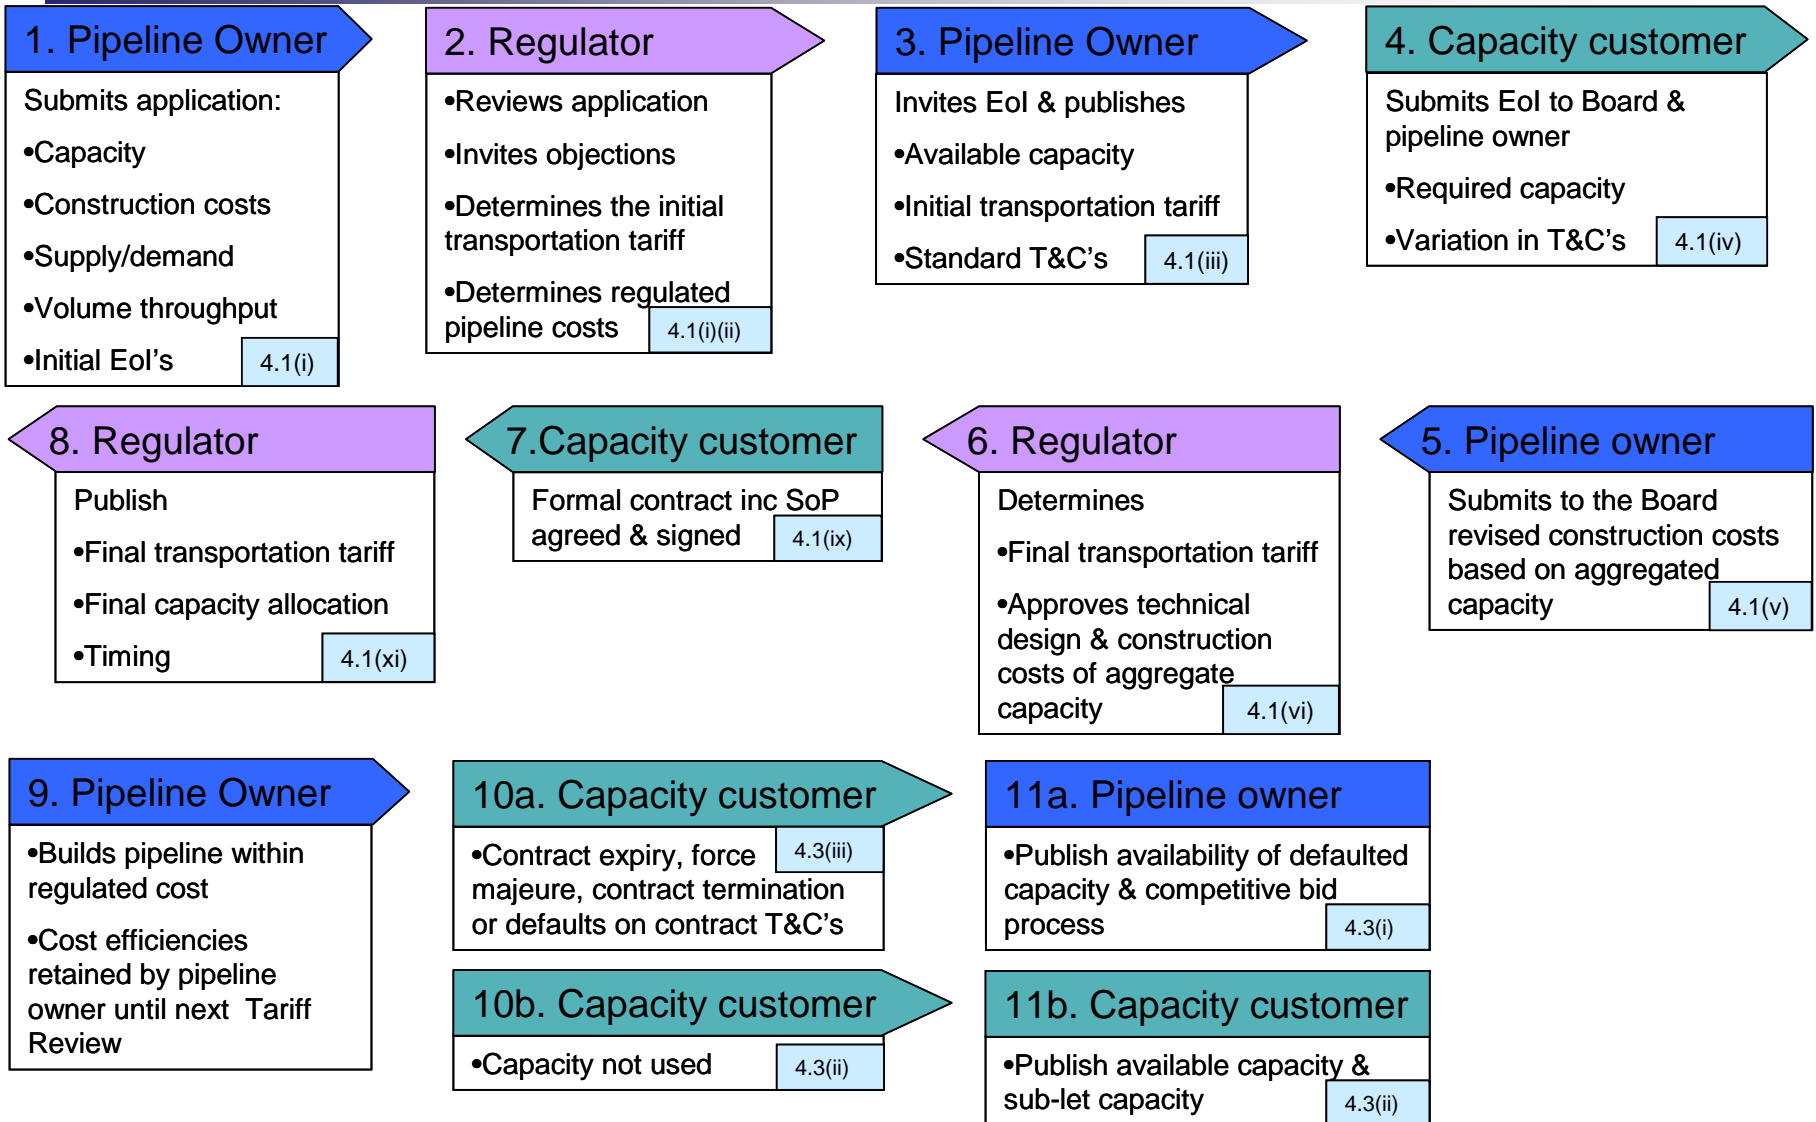 1. Pipeline Owner
Submits application:
•Capacity
•Construction costs
•Supply/demand
•Volume throughput
•Initial EoI's
4.1(i)
2. Regulator
•Reviews application
•Invites objections
•Determines the initial
transportation tariff
•Determines regulated
pipeline costs
4.1(i)(ii)
3. Pipeline Owner
Invites EoI & publishes
•Available capacity
•Initial transportation tariff
•Standard T&C's
4.1(iii)
4. Capacity customer
Submits EoI to Board &
pipeline owner
•Required capacity
•Variation in T&C's
4.1(iv)
5. Pipeline owner
Submits to the Board
revised construction costs
based on aggregated
capacity
4.1(v)
6. Regulator
Determines
•Final transportation tariff
•Approves technical
design & construction
costs of aggregate
capacity
4.1(vi)
7.Capacity customer
Formal contract inc SoP
agreed & signed
4.1(ix)
8. Regulator
Publish
•Final transportation tariff
•Final capacity allocation
•Timing
4.1(xi)
9. Pipeline Owner
•Builds pipeline within
regulated cost
•Cost efficiencies
retained by pipeline
owner until next Tariff
Review
10a. Capacity customer
•Contract expiry, force
majeure, contract termination
or defaults on contract T&C's
4.3(iii)
11a. Pipeline owner
•Publish availability of defaulted
capacity & competitive bid
process
4.3(i)
10b. Capacity customer
•Capacity not used
4.3(ii)
11b. Capacity customer
•Publish available capacity &
sub-let capacity
4.3(ii)